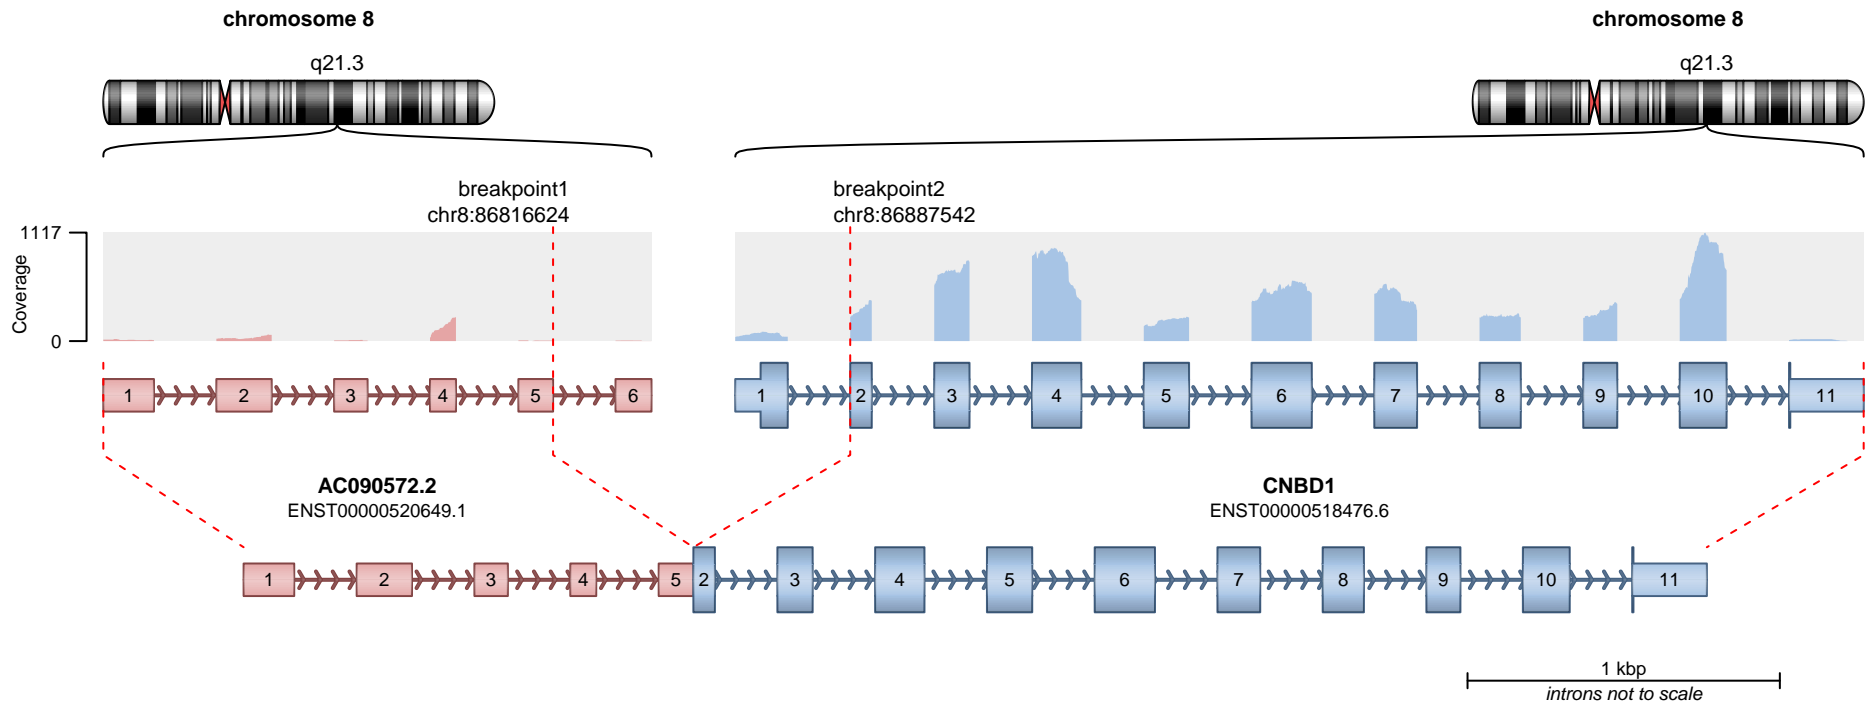 chromosome 8
chromosome 8
q21.3
q21.3
breakpoint1
chr8:86816624
breakpoint2
chr8:86887542
1117
Coverage
0
1 2 3 4 5 6
1 2 3 4 5 6 7 8 9 10 11
AC090572.2
ENST00000520649.1
CNBD1
ENST00000518476.6
1 2 3 4 5 2 3 4 5 6 7 8 9 10 11
1 kbp
introns not to scale